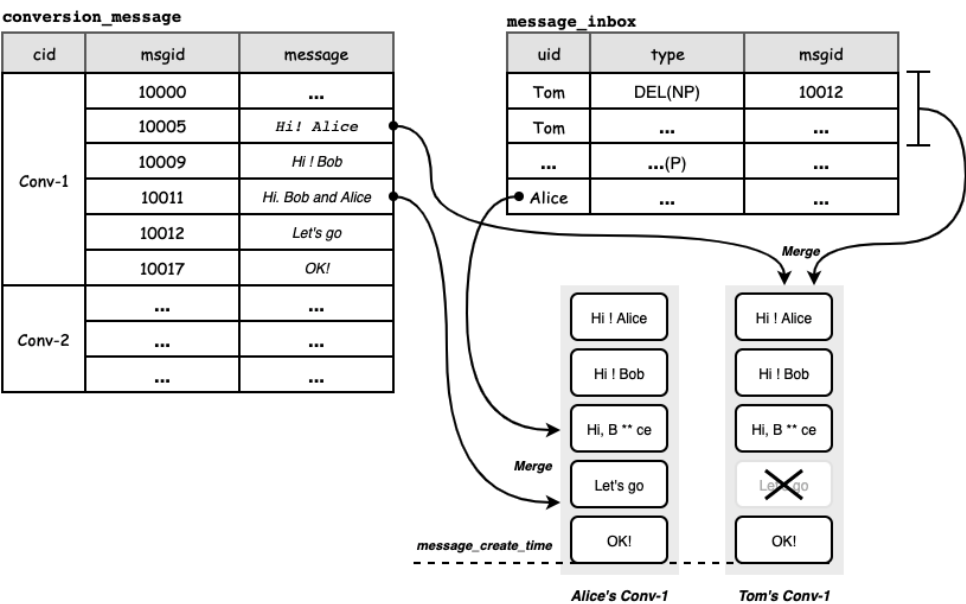 conversion_message
cid msgid message
Conv-1
10000 ...
10005 Hi! Alice
10009 Hi ! Bob
10011 Hi. Bob and Alice
10012 Let's go
10017 OK!
Conv-2
... ...
... ...
... ...
message_inbox
uid type msgid
Tom DEL(NP) 10012
Tom ... ...
... ...(P) ...
Alice ... ...
Merge
Hi ! Alice
Hi ! Bob
Hi, B ** ce
Let's go
OK!
Merge
message_create_time
Alice's Conv-1
Hi ! Alice
Hi ! Bob
Hi, B ** ce
Let's go
OK!
Tom's Conv-1